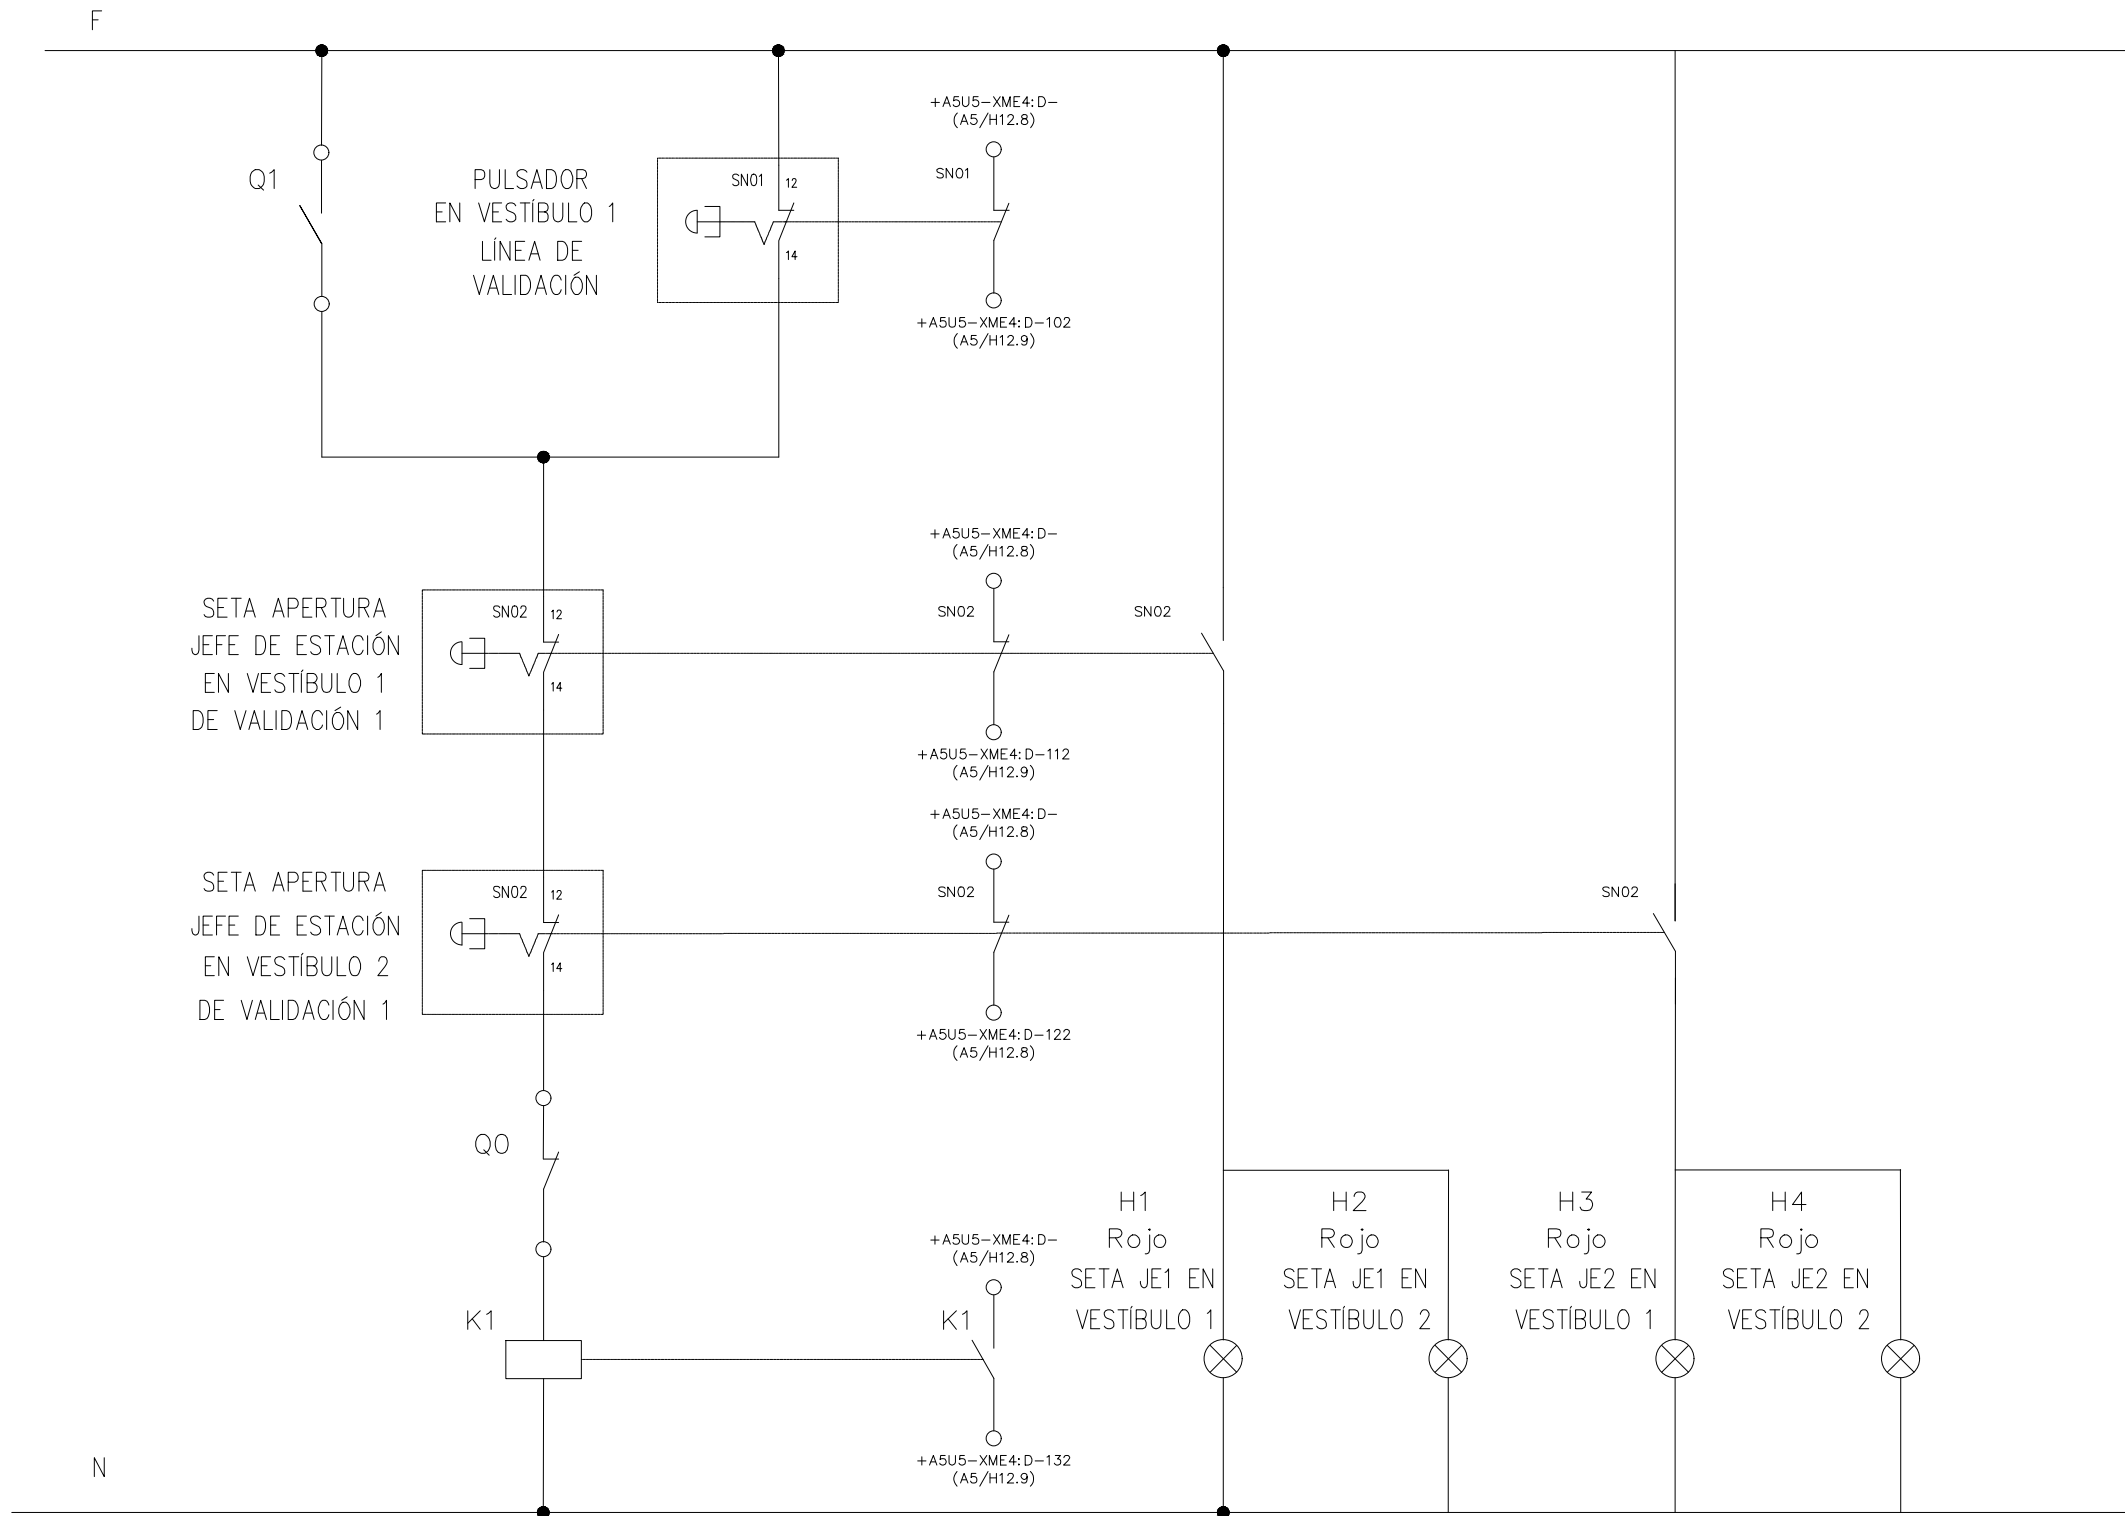 F
+A5U5-XME4:D-
(A5/H12.8)
Q1
PULSADOR
EN VESTÍBULO 1
LÍNEA DE
VALIDACIÓN
SN01
12
14
SN01
+A5U5-XME4:D-102
(A5/H12.9)
+A5U5-XME4:D-
(A5/H12.8)
SETA APERTURA
JEFE DE ESTACIÓN
EN VESTÍBULO 1
DE VALIDACIÓN 1
SN02
12
14
SN02
SN02
+A5U5-XME4:D-112
(A5/H12.9)
+A5U5-XME4:D-
(A5/H12.8)
SETA APERTURA
JEFE DE ESTACIÓN
EN VESTÍBULO 2
DE VALIDACIÓN 1
SN02
12
14
SN02
SN02
+A5U5-XME4:D-122
(A5/H12.8)
Q0
K1
+A5U5-XME4:D-
(A5/H12.8)
K1
+A5U5-XME4:D-132
(A5/H12.9)
H1
Rojo
SETA JE1 EN
VESTÍBULO 1
H2
Rojo
SETA JE1 EN
VESTÍBULO 2
H3
Rojo
SETA JE2 EN
VESTÍBULO 1
H4
Rojo
SETA JE2 EN
VESTÍBULO 2
N